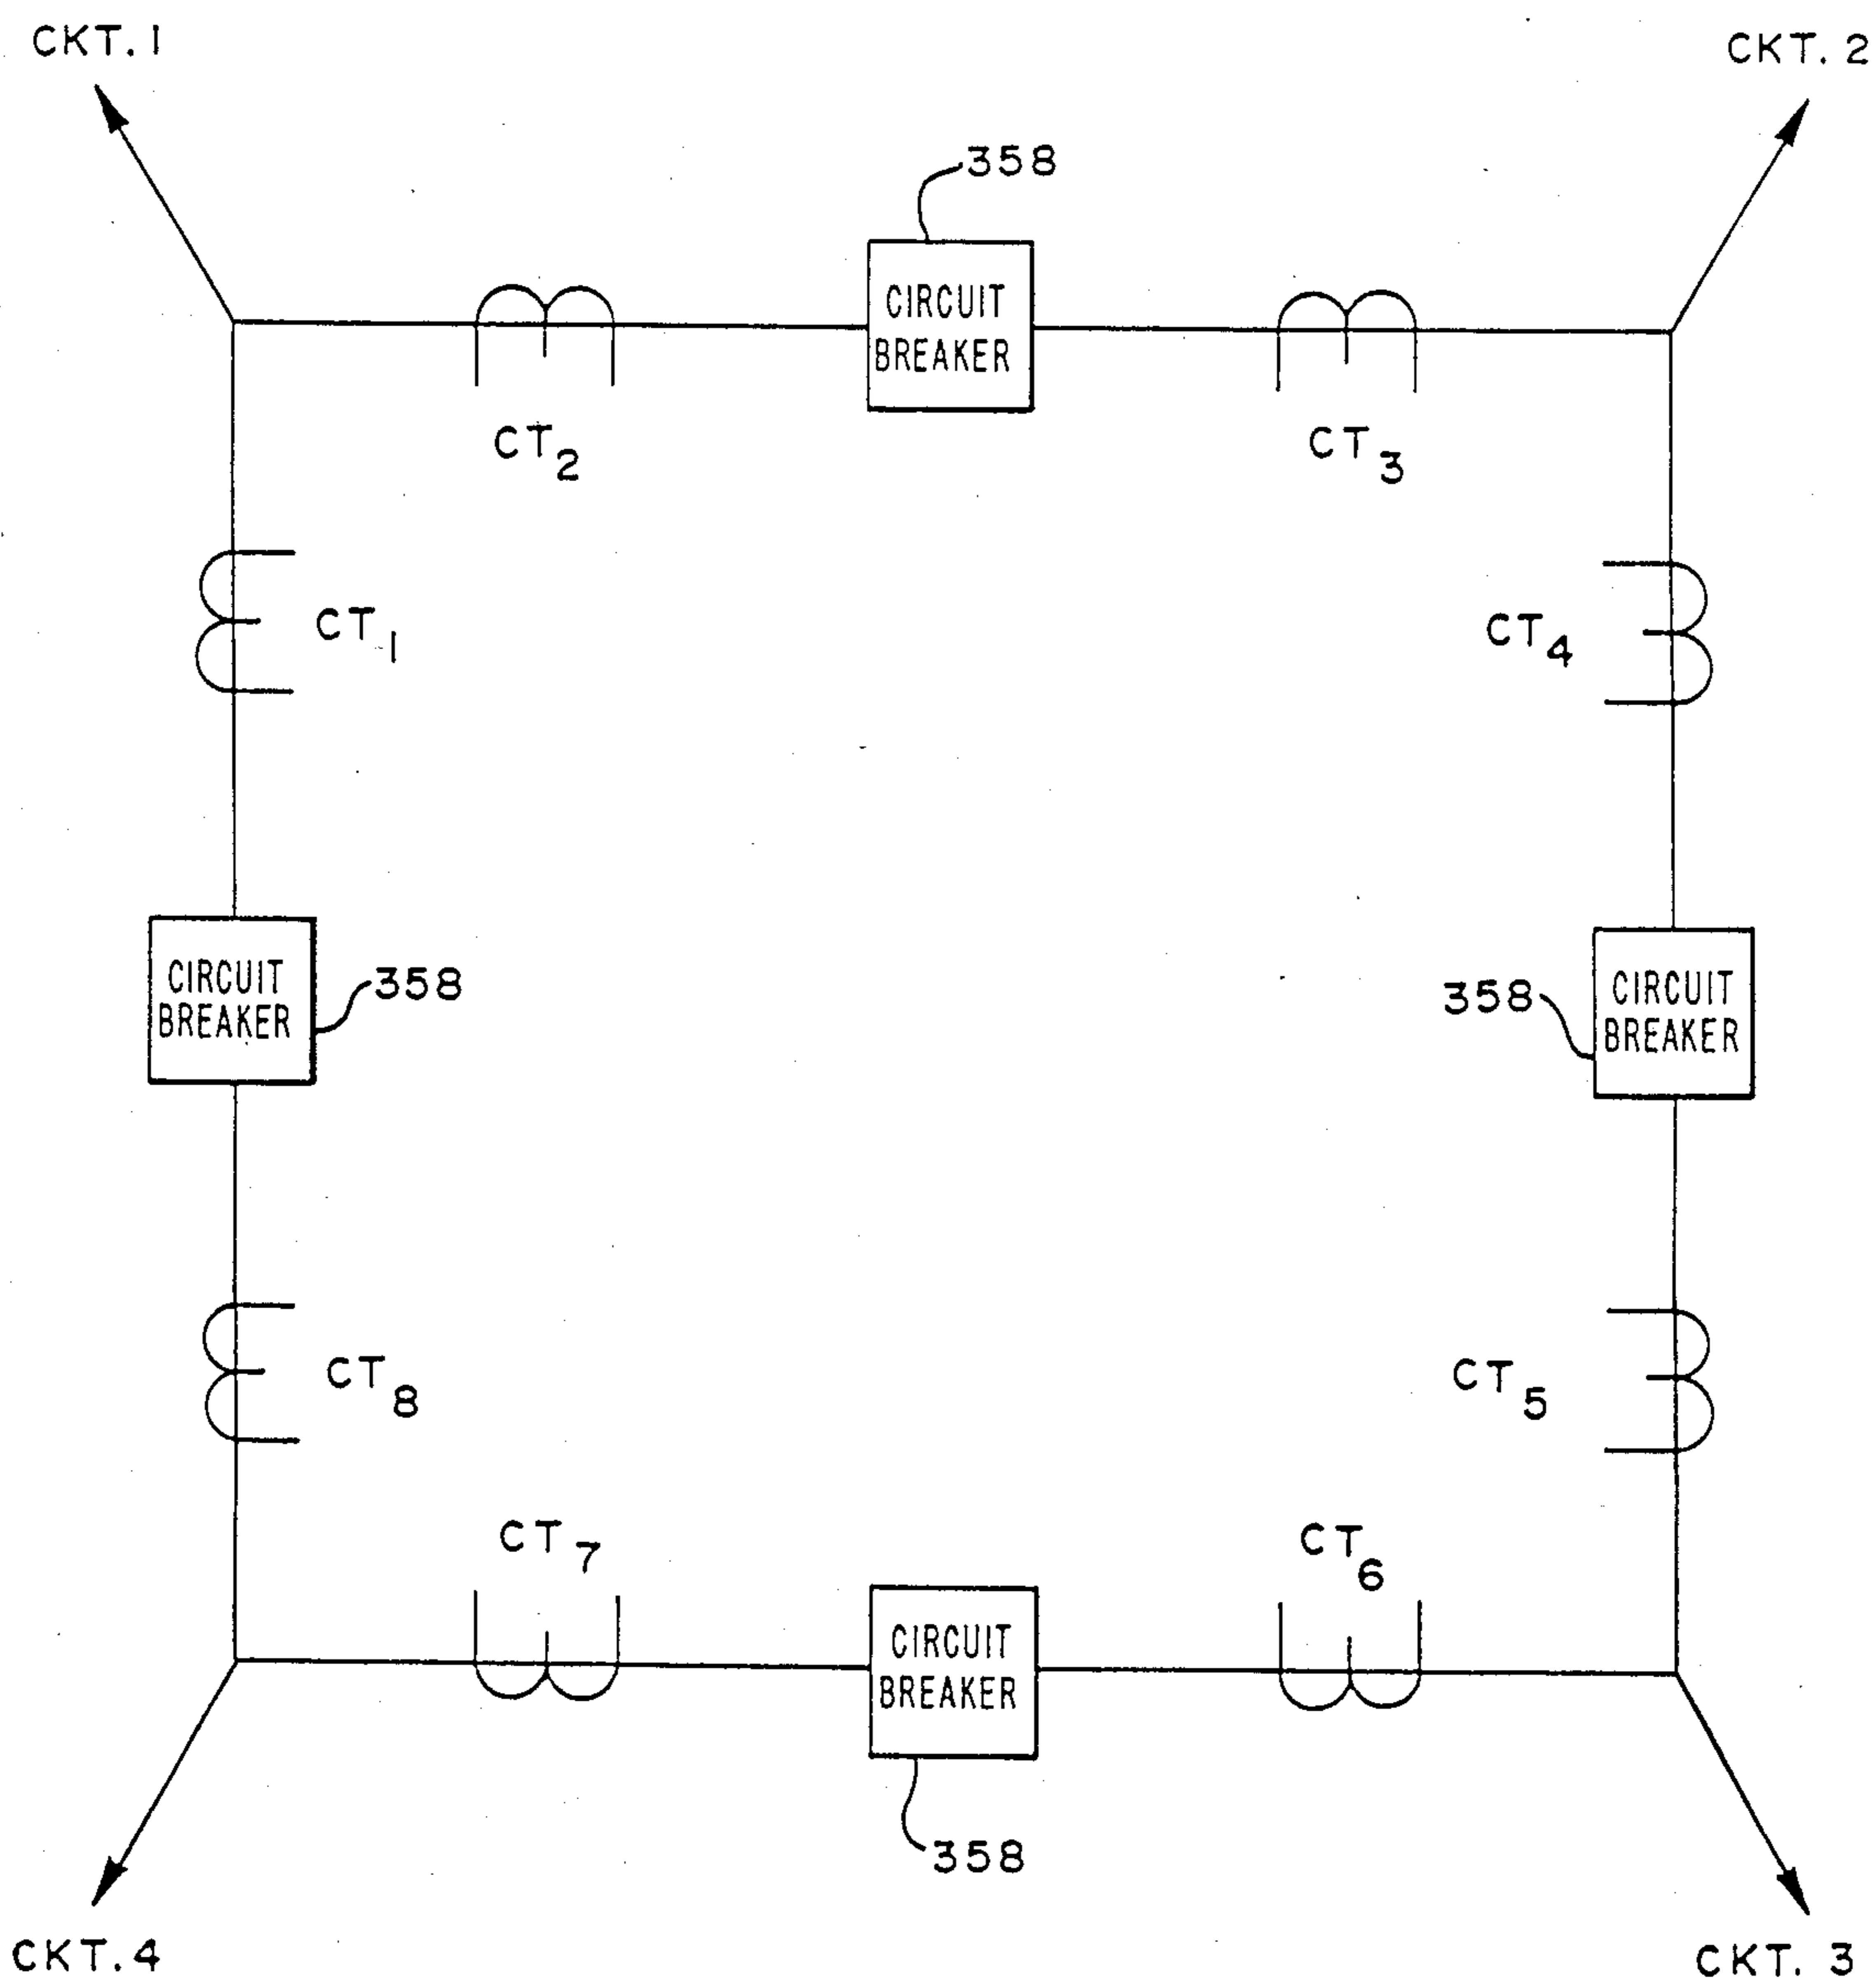 CKT. 1
CKT. 2
358
CIRCUIT
BREAKER
CT2
CT3
CT1
CT4
CIRCUIT
BREAKER
358
358
CIRCUIT
BREAKER
CT8
CT5
CT7
CT6
CIRCUIT
BREAKER
358
CKT. 4
CKT. 3